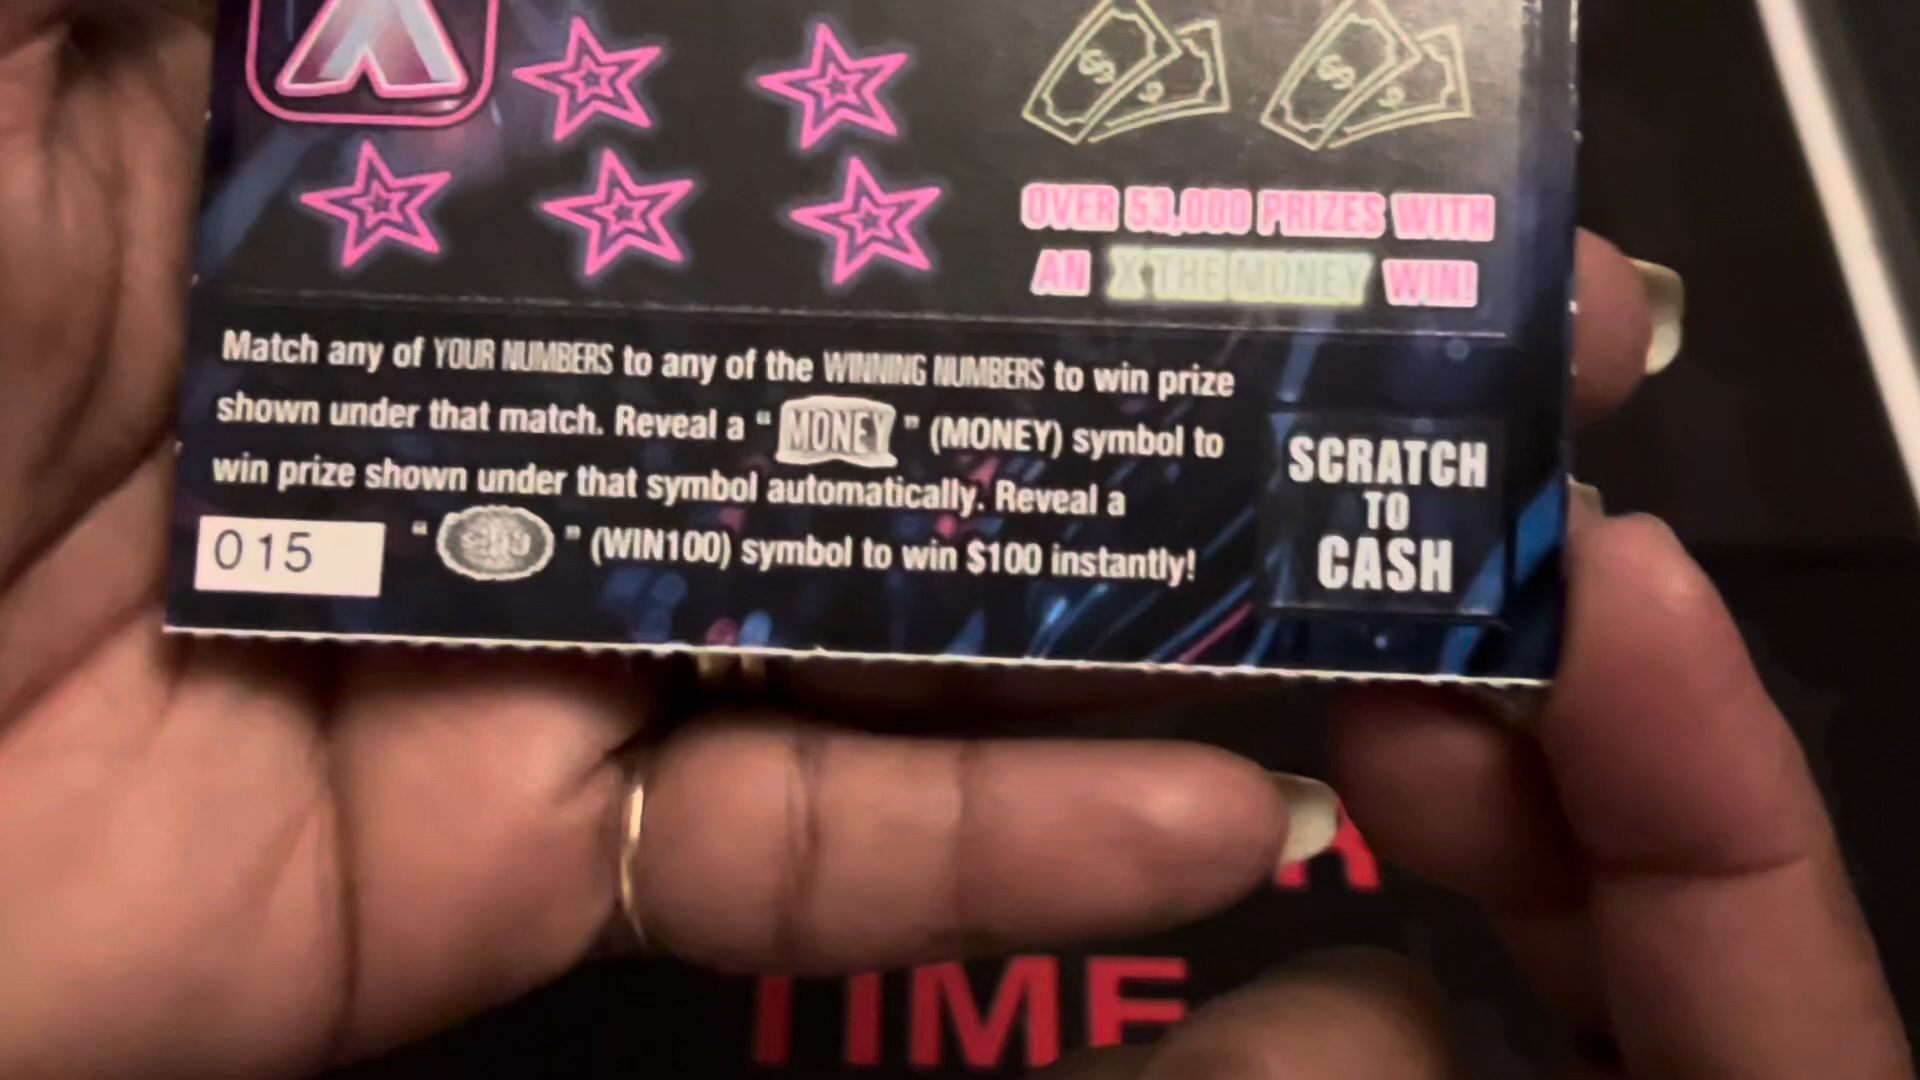 X
OVER 53,000 PRIZES WITH
AN X THE MONEY WIN!
Match any of YOUR NUMBERS to any of the WINNING NUMBERS to win prize
shown under that match. Reveal a "MONEY" (MONEY) symbol to
win prize shown under that symbol automatically. Reveal a
" " (WIN100) symbol to win $100 instantly!
015
SCRATCH
TO
CASH
TIME